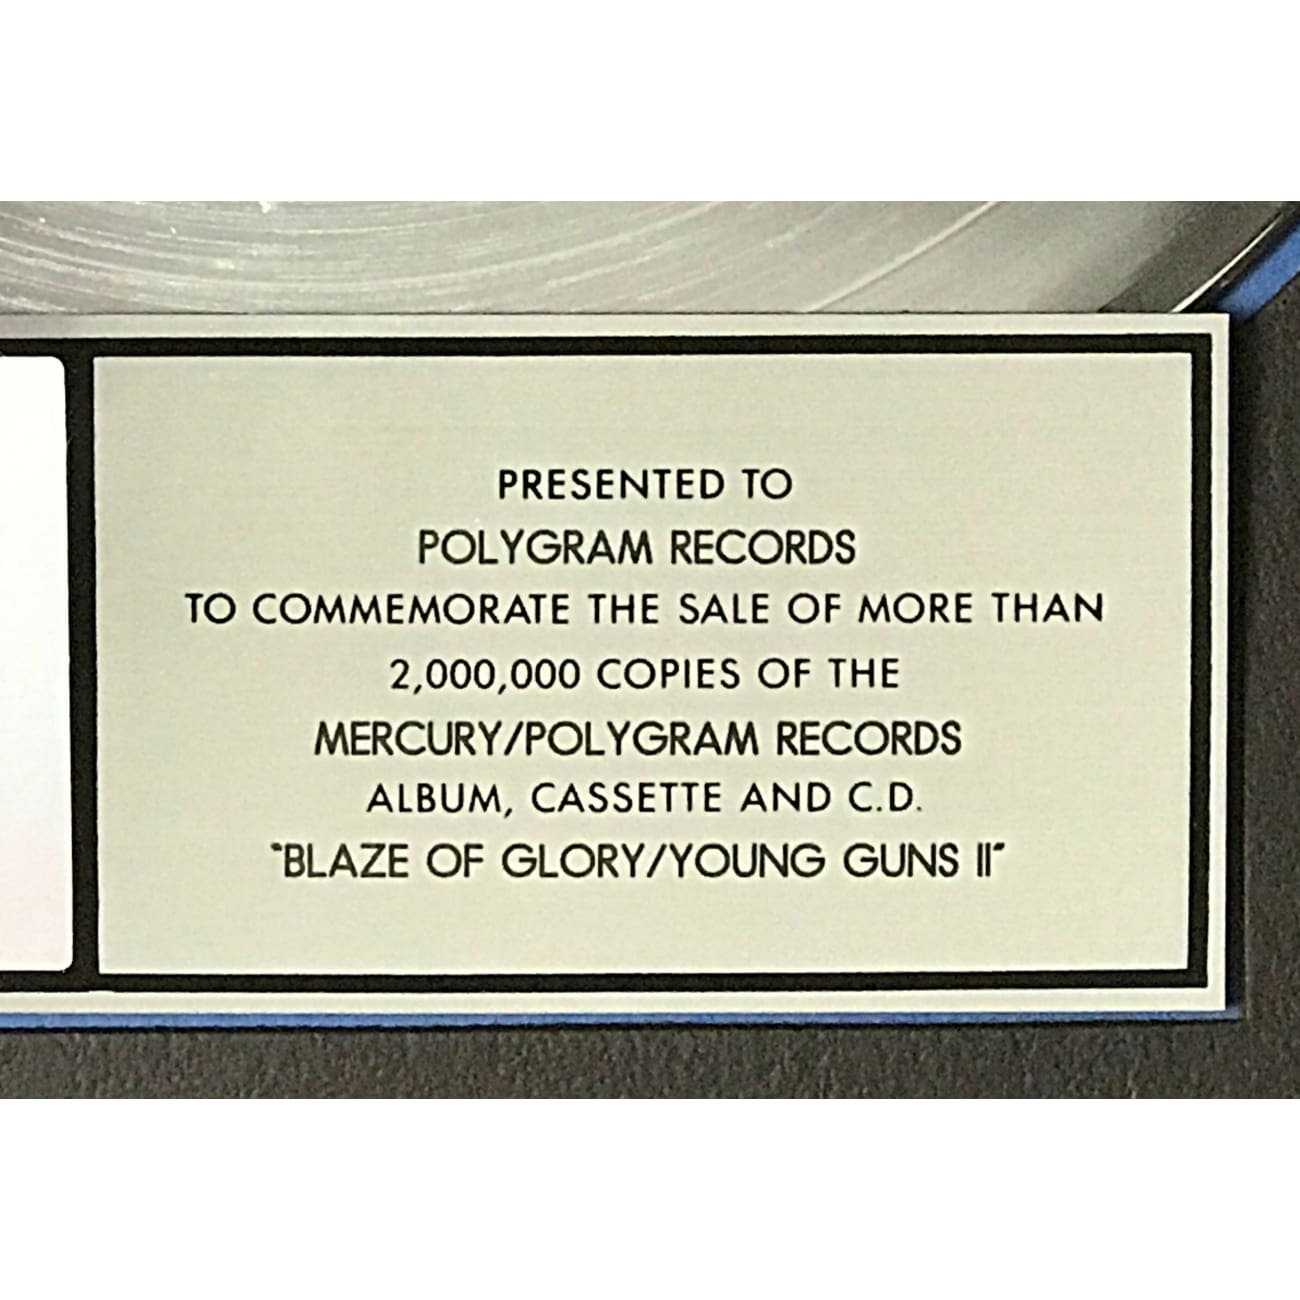 PRESENTED TO
POLYGRAM RECORDS
TO COMMEMORATE THE SALE OF MORE THAN
2,000,000 COPIES OF THE
MERCURY/POLYGRAM RECORDS
ALBUM, CASSETTE AND C.D.
"BLAZE OF GLORY/YOUNG GUNS II"